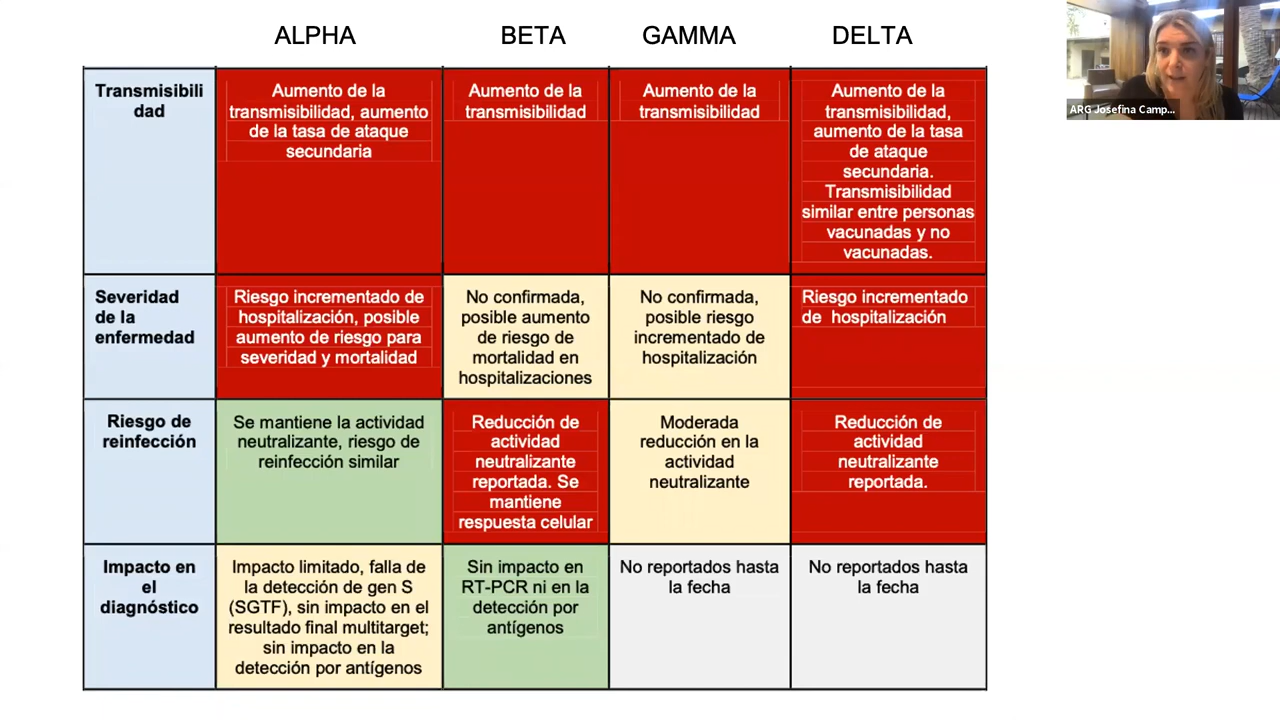 ALPHA
BETA
GAMMA
DELTA
Transmisibili
dad
Aumento de la
transmisibilidad, aumento
de la tasa de ataque
secundaria
Aumento de la
transmisibilidad
Aumento de la
transmisibilidad
Aumento de la
transmisibilidad,
aumento de la tasa
de ataque
secundaria.
Transmisibilidad
similar entre personas
vacunadas y no
vacunadas.
Severidad
de la
enfermedad
Riesgo incrementado de
hospitalización, posible
aumento de riesgo para
severidad y mortalidad
No confirmada,
posible aumento
de riesgo de
mortalidad en
hospitalizaciones
No confirmada,
posible riesgo
incrementado de
hospitalización
Riesgo incrementado
de hospitalización
Riesgo de
reinfección
Se mantiene la actividad
neutralizante, riesgo de
reinfección similar
Reducción de
actividad
neutralizante
reportada. Se
mantiene
respuesta celular
Moderada
reducción en la
actividad
neutralizante
Reducción de
actividad
neutralizante
reportada.
Impacto en
el
diagnóstico
Impacto limitado, falla de
la detección de gen S
(SGTF), sin impacto en el
resultado final multitarget;
sin impacto en la
detección por antígenos
Sin impacto en
RT-PCR ni en la
detección por
antígenos
No reportados hasta
la fecha
No reportados hasta
la fecha
ARG Josefina Camp...